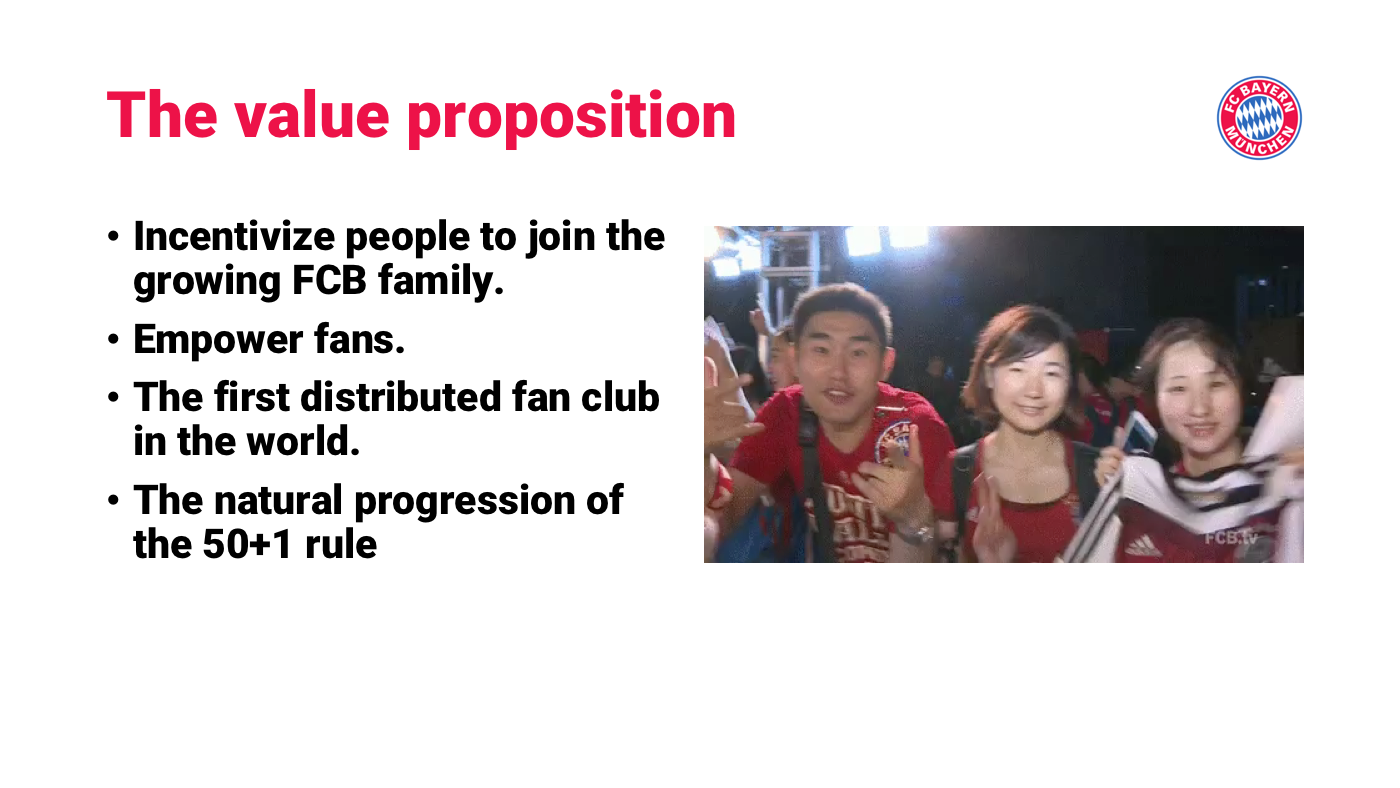 The value proposition
FC BAYERN
MÜNCHEN
• Incentivize people to join the
growing FCB family.
• Empower fans.
• The first distributed fan club
in the world.
• The natural progression of
the 50+1 rule
FCB.tv